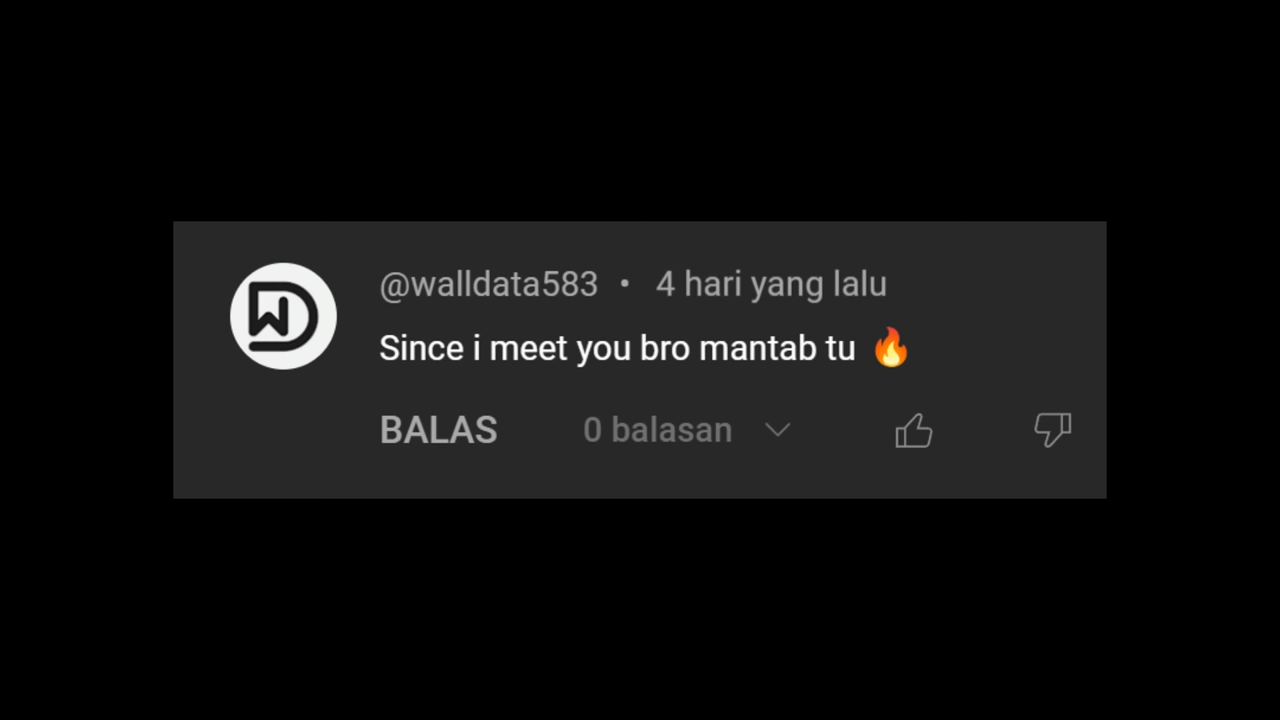 @walldata583 • 4 hari yang lalu
Since i meet you bro mantab tu 🔥
BALAS 0 balasan